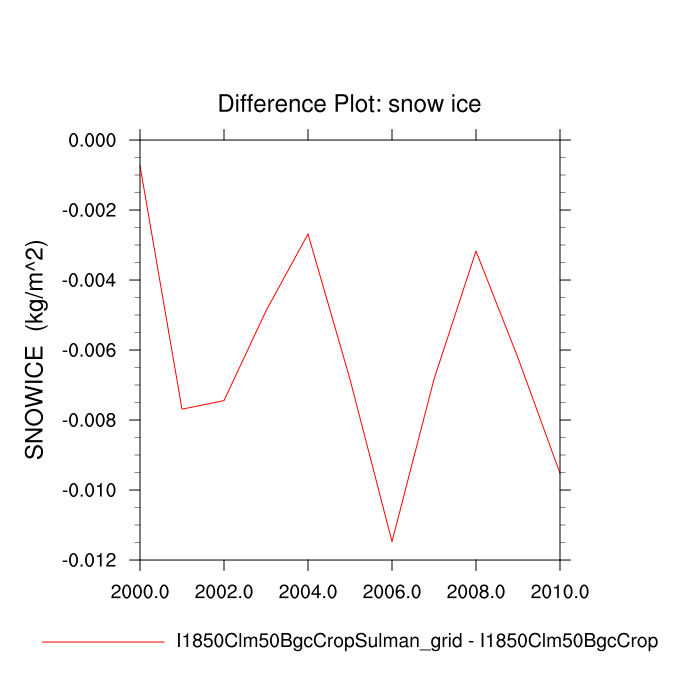 Difference Plot: snow ice
0.000
-0.002
-0.004
-0.006
-0.008
-0.010
-0.012
SNOWICE (kg/m^2)
2000.0 2002.0 2004.0 2006.0 2008.0 2010.0
I1850Clm50BgcCropSulman_grid - I1850Clm50BgcCrop